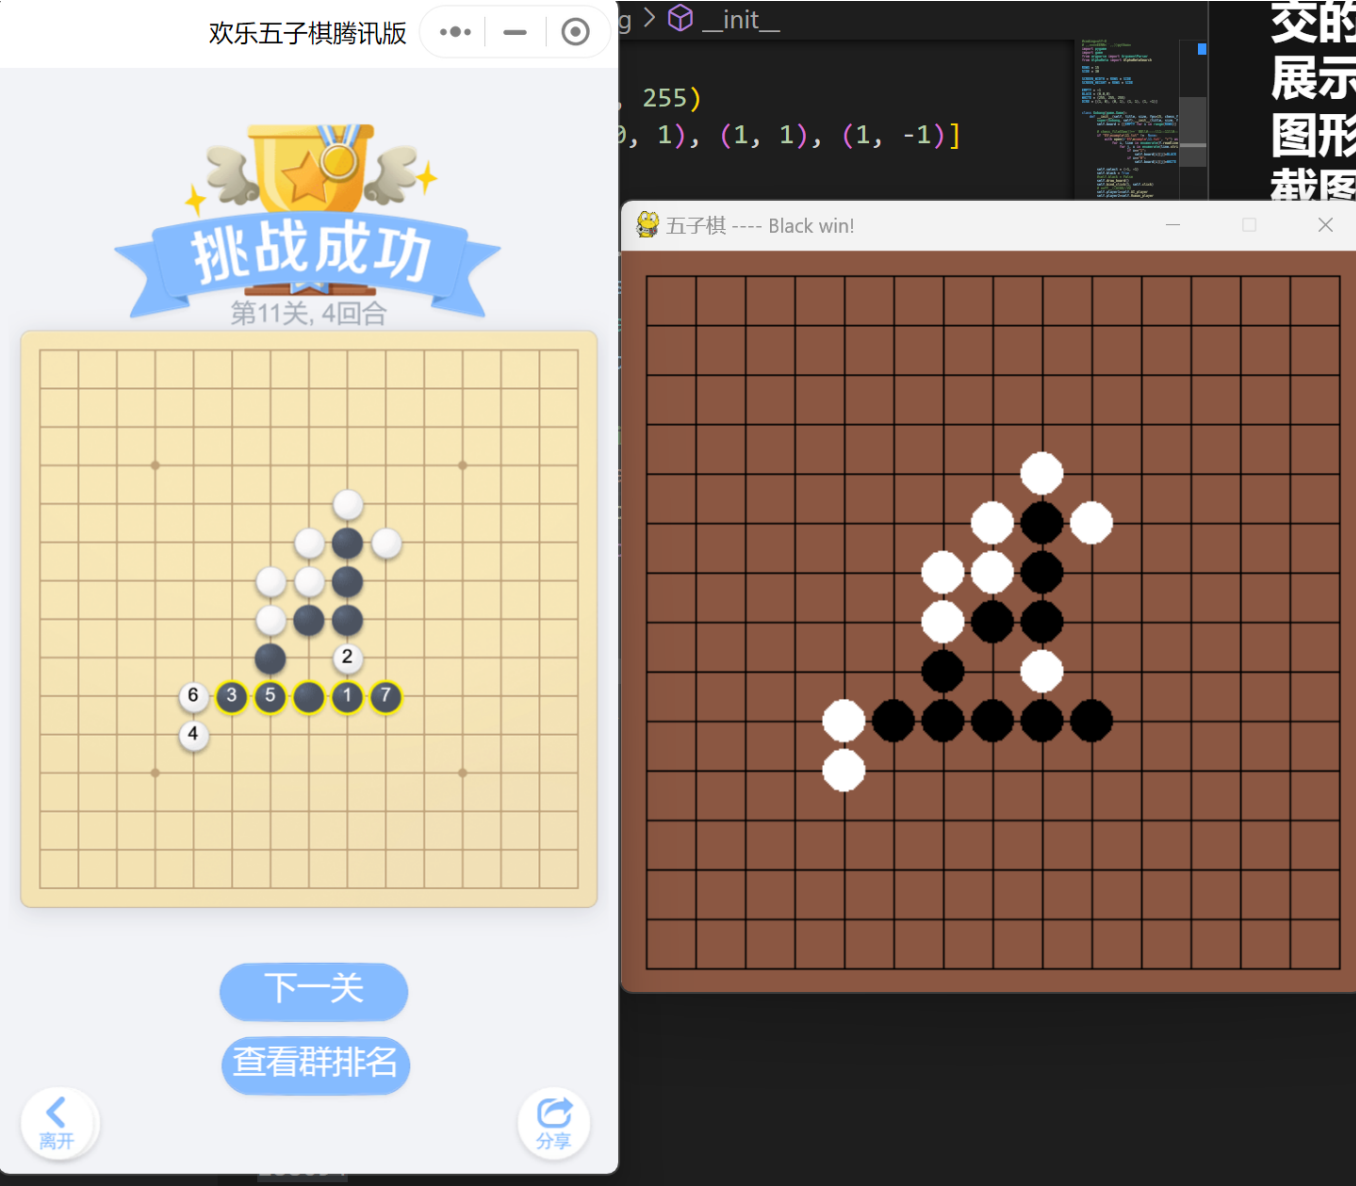 欢乐五子棋腾讯版
挑战成功
第11关, 4回合
2
6
3
5
1
7
4
下一关
查看群排名
离开
分享
g > __init__
, 255)
0, 1), (1, 1), (1, -1)]
交的
展示
图形
截图
五子棋 ---- Black win!